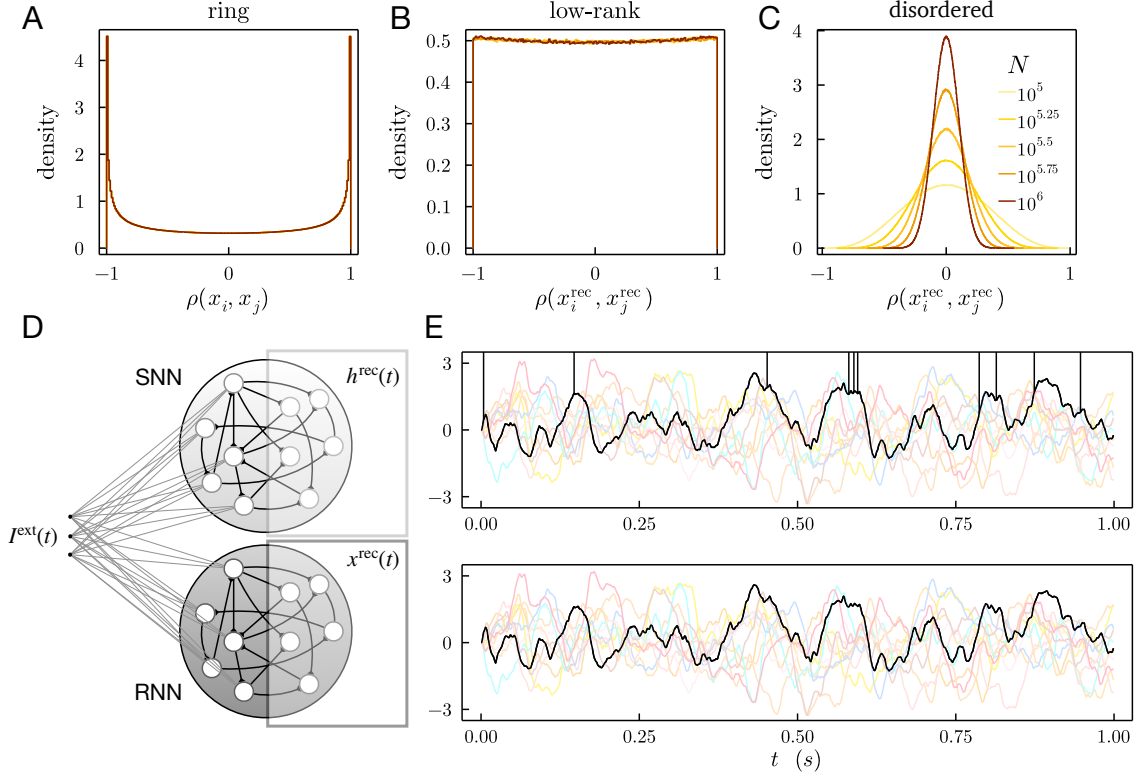 A
ring
density
4
3
2
1
0
−1
0
1
ρ(x_i, x_j)
B
low-rank
density
0.5
0.4
0.3
0.2
0.1
0.0
−1
0
1
ρ(x_i^rec, x_j^rec)
C
disordered
density
4
3
2
1
0
−1
0
1
ρ(x_i^rec, x_j^rec)
N
10^5
10^5.25
10^5.5
10^5.75
10^6
D
SNN
h^rec(t)
I^ext(t)
x^rec(t)
RNN
E
3
0
−3
0.00
0.25
0.50
0.75
1.00
3
0
−3
0.00
0.25
0.50
0.75
1.00
t (s)